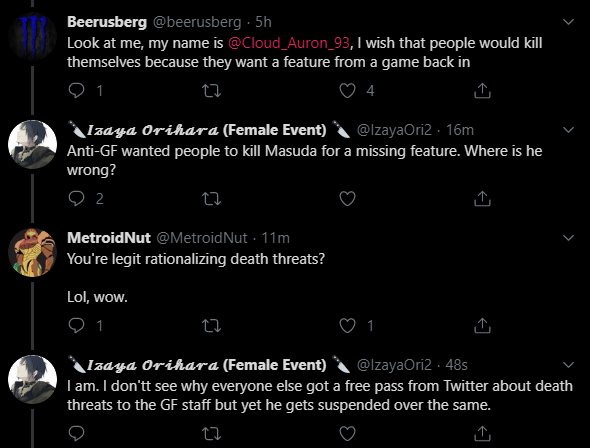 Beerusberg @beerusberg · 5h
Look at me, my name is @Cloud_Auron_93, I wish that people would kill
themselves because they want a feature from a game back in
1 4
🔪𝑰𝒛𝒂𝒚𝒂 𝑶𝒓𝒊𝒉𝒂𝒓𝒂 (Female Event) 🔪 @IzayaOri2 · 16m
Anti-GF wanted people to kill Masuda for a missing feature. Where is he
wrong?
2
MetroidNut @MetroidNut · 11m
You're legit rationalizing death threats?
Lol, wow.
1 1
🔪𝑰𝒛𝒂𝒚𝒂 𝑶𝒓𝒊𝒉𝒂𝒓𝒂 (Female Event) 🔪 @IzayaOri2 · 48s
I am. I don'tt see why everyone else got a free pass from Twitter about death
threats to the GF staff but yet he gets suspended over the same.